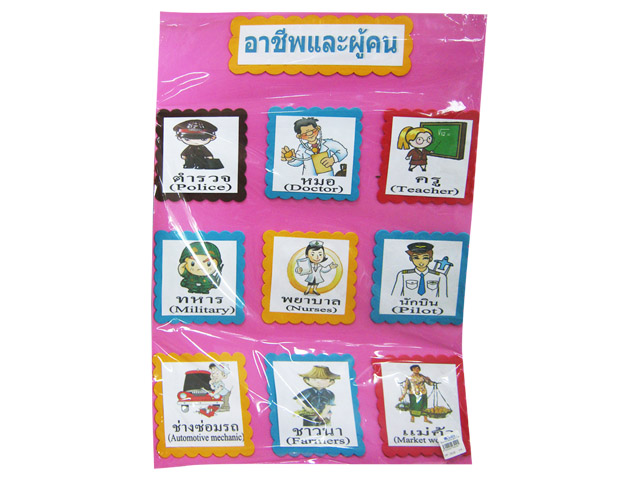 อาชีพและผู้คน
ตำรวจ
(Police)
หมอ
(Doctor)
ครู
(Teacher)
ทหาร
(Military)
พยาบาล
(Nurses)
นักบิน
(Pilot)
ช่างซ่อมรถ
(Automotive mechanic)
ชาวนา
(Farmers)
แม่ค้า
(Market